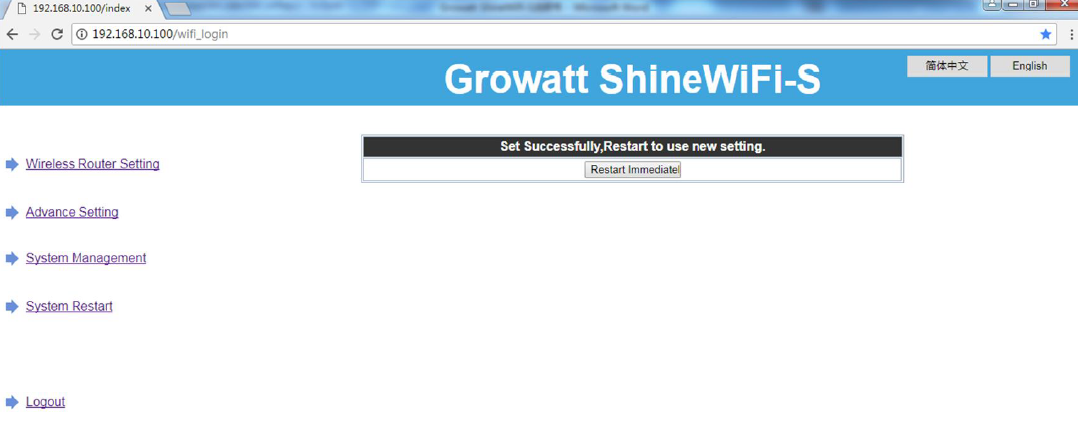 192.168.10.100/index
192.168.10.100/wifi_login
Growatt ShineWiFi-S
简体中文
English
Set Successfully,Restart to use new setting.
Restart Immediatel
Wireless Router Setting
Advance Setting
System Management
System Restart
Logout